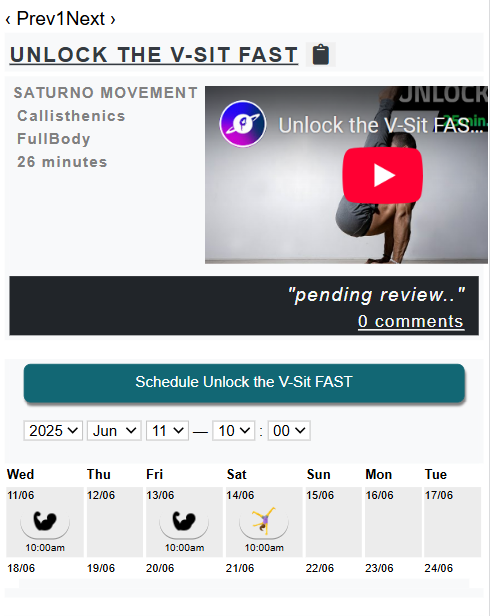 ‹ Prev1Next ›
UNLOCK THE V-SIT FAST
SATURNO MOVEMENT
Callisthenics
FullBody
26 minutes
UNLOCK
Unlock the V-Sit FAS...
"pending review.."
0 comments
Schedule Unlock the V-Sit FAST
2025 Jun 11 — 10 : 00
Wed Thu Fri Sat Sun Mon Tue
11/06 12/06 13/06 14/06 15/06 16/06 17/06
10:00am 10:00am 10:00am
18/06 19/06 20/06 21/06 22/06 23/06 24/06